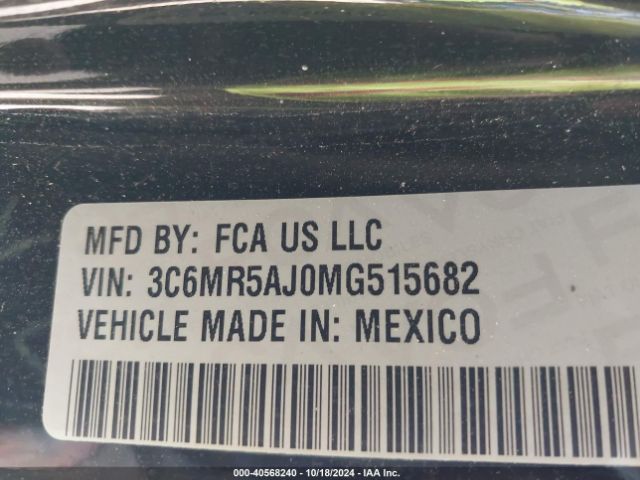 MFD BY: FCA US LLC
VIN: 3C6MR5AJ0MG515682
VEHICLE MADE IN: MEXICO
000-40568240 - 10/18/2024 - IAA Inc.